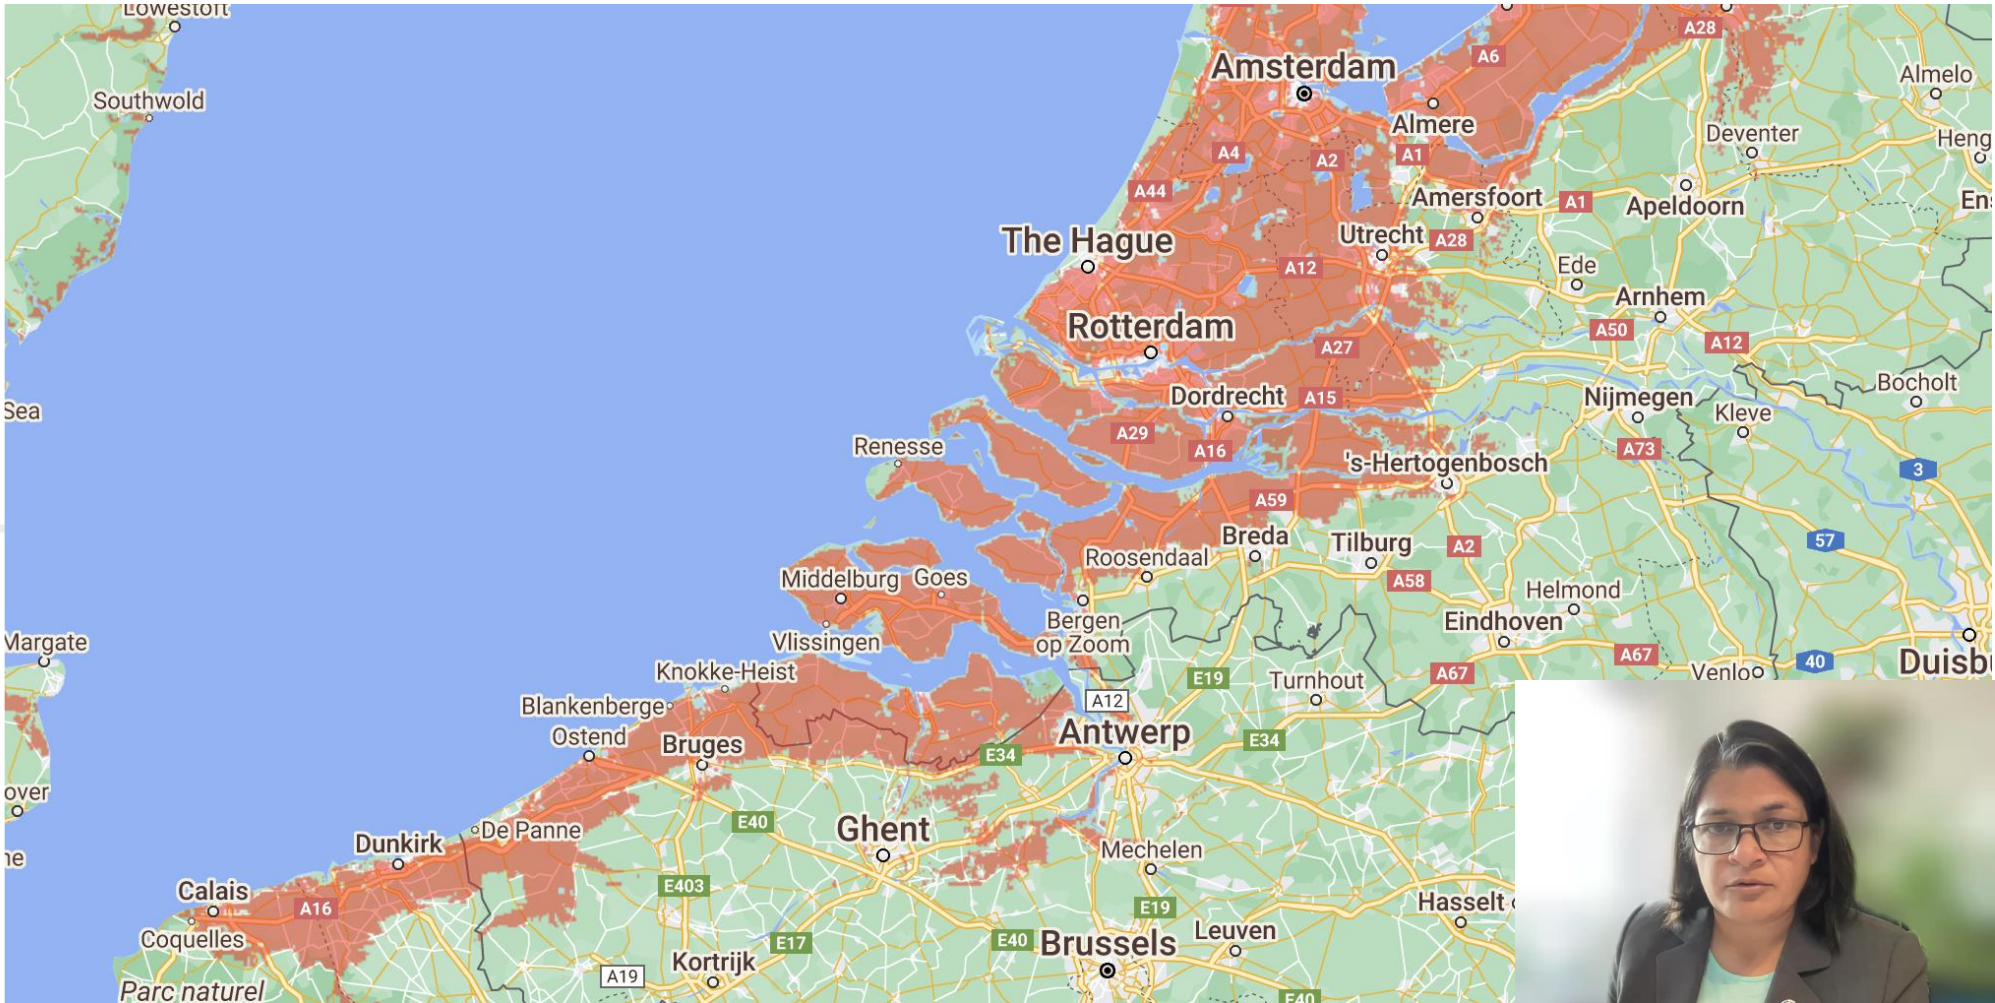 Lowestoft
A28
A6
Amsterdam
Almelo
Southwold
Almere
Deventer
Heng
A4
A2
A1
A44
Amersfoort
A1
Apeldoorn
Ens
The Hague
Utrecht
A28
A12
Ede
Arnhem
Rotterdam
A50
A27
A12
Bocholt
Dordrecht
A15
Nijmegen
Kleve
Sea
A29
A16
Renesse
A73
's-Hertogenbosch
3
A59
Breda
Tilburg
A2
57
Roosendaal
Middelburg
Goes
A58
Helmond
Bergen
op Zoom
Eindhoven
Margate
Vlissingen
A67
40
Duisbu
Knokke-Heist
E19
Turnhout
A67
Venlo
Blankenberge
A12
Ostend
Bruges
Antwerp
E34
E34
over
E40
De Panne
Ghent
Dunkirk
Mechelen
ne
E403
Calais
A16
E19
Hasselt
Coquelles
E17
E40
Brussels
Leuven
A19
Kortrijk
Parc naturel
E40